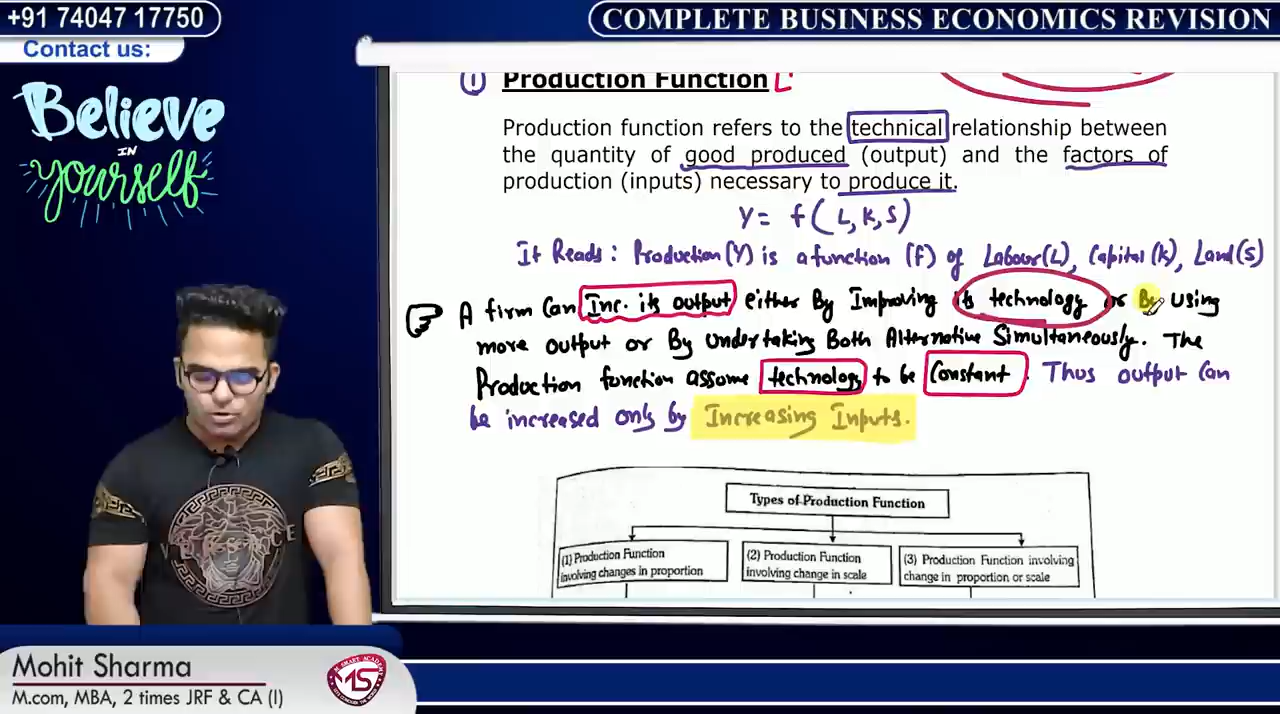 +91 74047 17750
Contact us:
COMPLETE BUSINESS ECONOMICS REVISION
Believe
IN
yourself
(1) Production Function
Production function refers to the technical relationship between
the quantity of good produced (output) and the factors of
production (inputs) necessary to produce it.
Y = f(L,K,S)
It Reads: Production (Y) is a function (f) of Labour (L), Capital (k), Land (s)
A firm Can Inc. its output either By Improving its technology or By using
more output or By Undertaking Both Alternative Simultaneously. The
Production function assume technology to be Constant. Thus output Can
be increased only by Increasing Inputs.
Types of Production Function
(1) Production Function
involving changes in proportion
(2) Production Function
involving change in scale
(3) Production Function involving
change in proportion or scale
VERSACE
Mohit Sharma
M.com, MBA, 2 times JRF & CA (I)
M SMART ACADEMY
MS